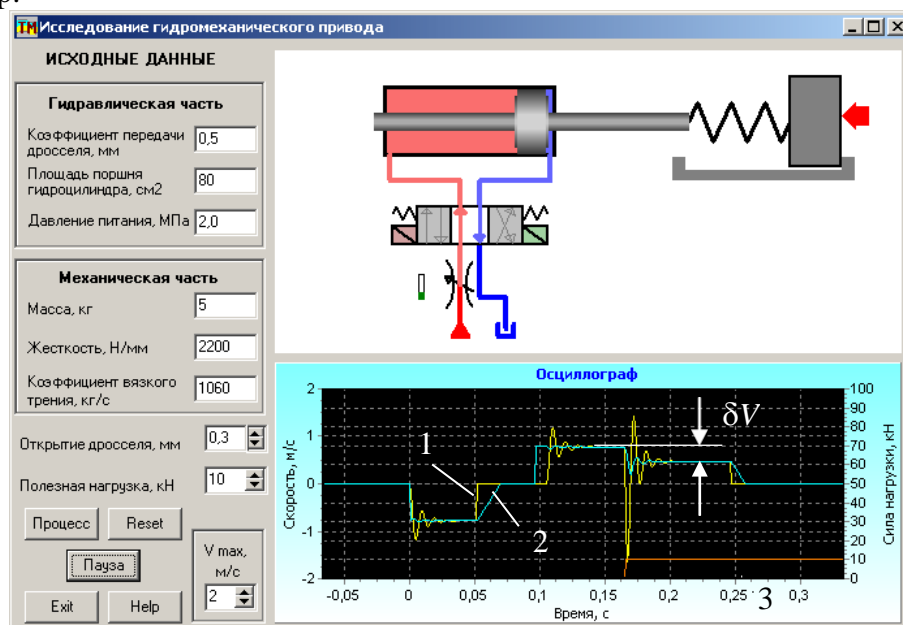 р.
ТМ Исследование гидромеханического привода
ИСХОДНЫЕ ДАННЫЕ
Гидравлическая часть
Коэффициент передачи
дросселя, мм
0,5
Площадь поршня
гидроцилиндра, см2
80
Давление питания, МПа
2,0
Механическая часть
Масса, кг
5
Жесткость, Н/мм
2200
Коэффициент вязкого
трения, кг/с
1060
Открытие дросселя, мм
0,3
Полезная нагрузка, кН
10
Процесс
Reset
Пауза
Exit
Help
V max,
м/с
2
Осциллограф
Скорость, м/с
2
1
0
-1
-2
1
2
δV
100
90
80
70
60
50
40
30
20
10
0
Сила нагрузки, кН
-0,05
0
0,05
0,1
0,15
0,2
0,25
3
0,3
Время, с